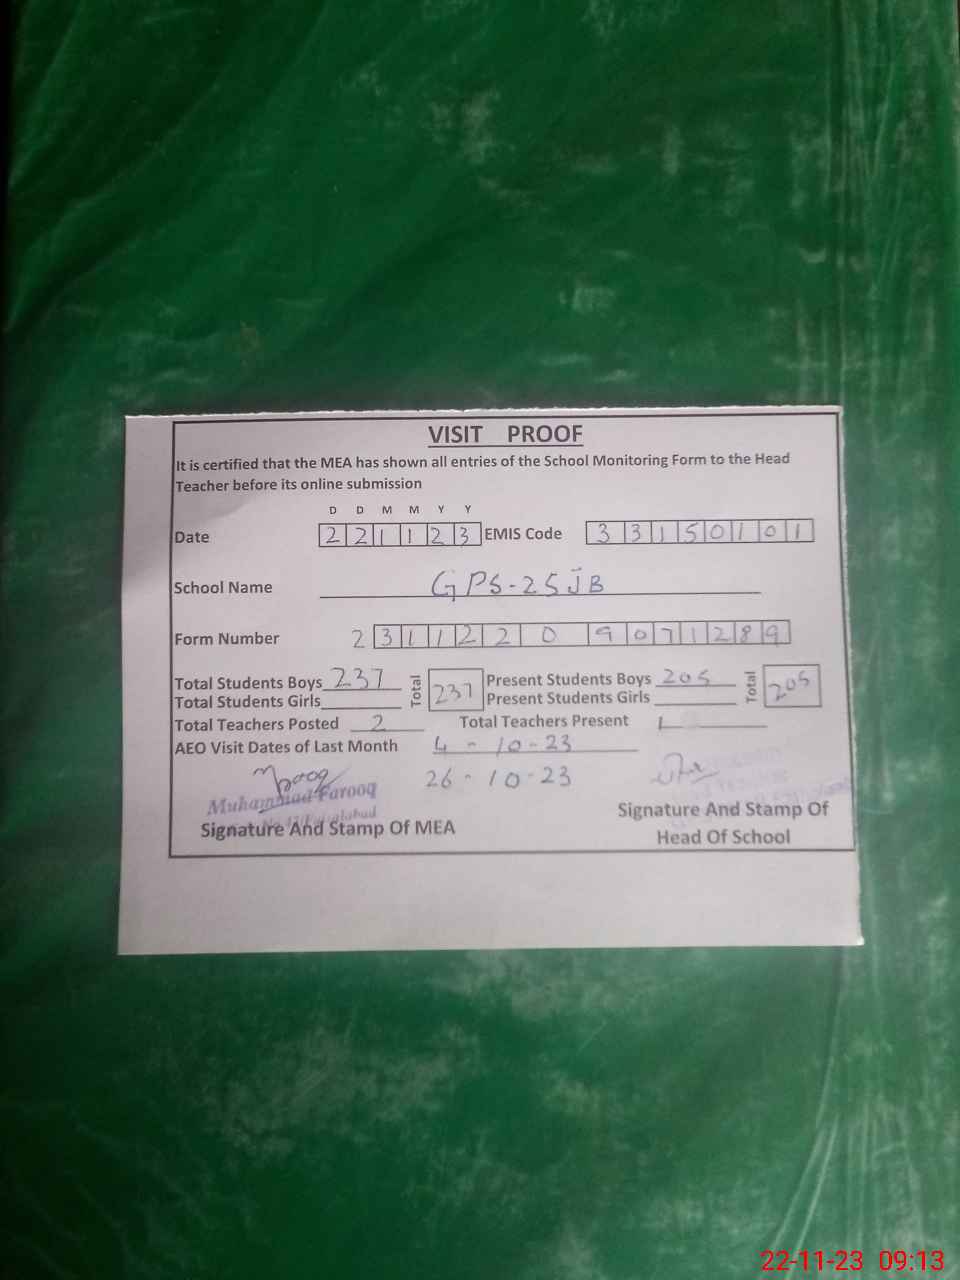 VISIT PROOF
It is certified that the MEA has shown all entries of the School Monitoring Form to the Head
Teacher before its online submission
D D M M Y Y
Date 2 2 1 1 2 3 EMIS Code 3 3 1 5 0 1 0 1
School Name GPS-25 JB
Form Number 2 3 1 1 2 2 0 9 0 7 1 2 8 9
Total Students Boys 237 Total 237 Present Students Boys 205 Total 205
Total Students Girls Present Students Girls
Total Teachers Posted 2 Total Teachers Present 1
AEO Visit Dates of Last Month 4-10-23
26-10-23
Muhammad Farooq
Signature And Stamp Of MEA
Signature And Stamp Of
Head Of School
22-11-23 09:13